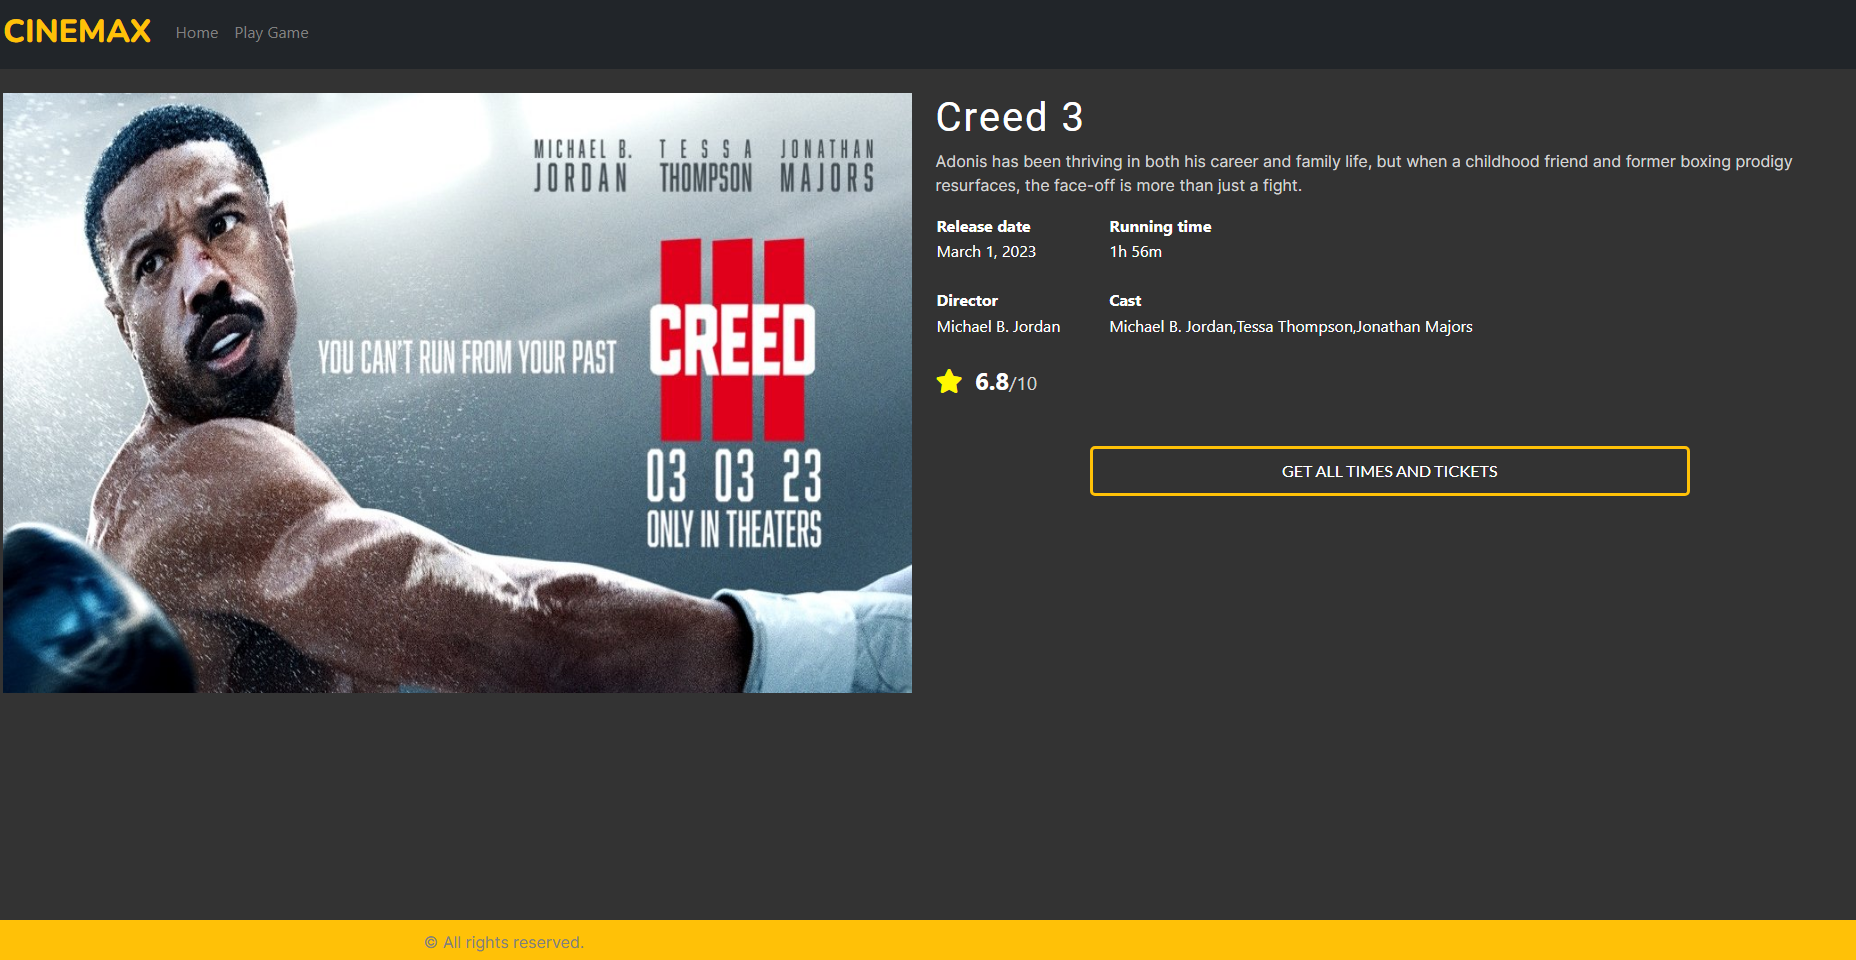 CINEMAX
Home
Play Game
MICHAEL B.
JORDAN
TESSA
THOMPSON
JONATHAN
MAJORS
YOU CAN'T RUN FROM YOUR PAST
CREED
03 03 23
ONLY IN THEATERS
Creed 3
Adonis has been thriving in both his career and family life, but when a childhood friend and former boxing prodigy
resurfaces, the face-off is more than just a fight.
Release date
March 1, 2023
Running time
1h 56m
Director
Michael B. Jordan
Cast
Michael B. Jordan,Tessa Thompson,Jonathan Majors
6.8/10
GET ALL TIMES AND TICKETS
© All rights reserved.